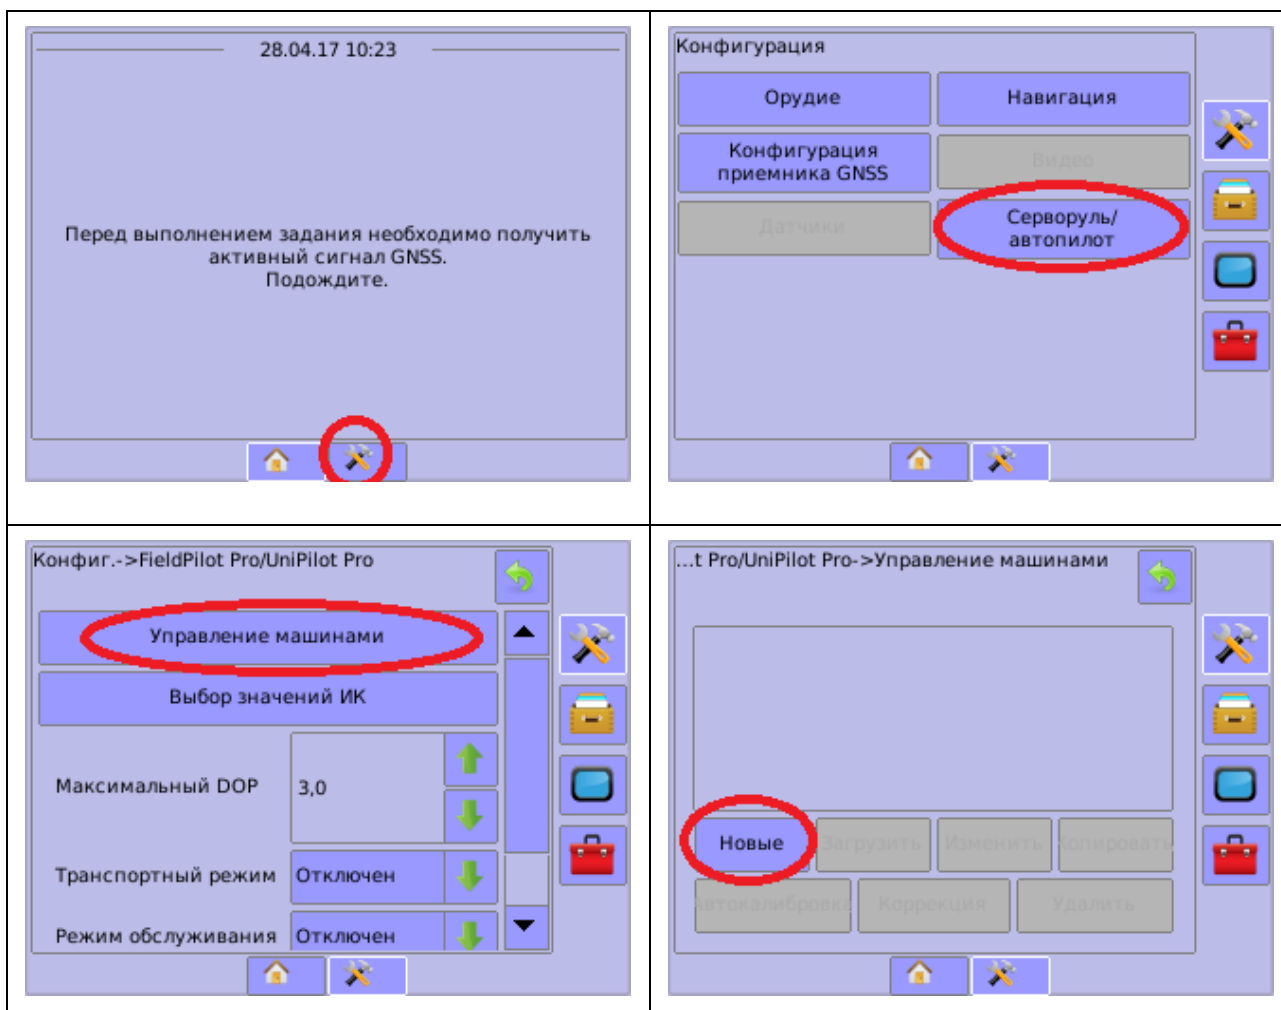 28.04.17 10:23
Перед выполнением задания необходимо получить
активный сигнал GNSS.
Подождите.
Конфигурация
Орудие
Навигация
Конфигурация
приемника GNSS
Видео
Датчики
Серворуль/
автопилот
Конфиг.->FieldPilot Pro/UniPilot Pro
Управление машинами
Выбор значений ИК
Максимальный DOP
3,0
Транспортный режим
Отключен
Режим обслуживания
Отключен
...t Pro/UniPilot Pro->Управление машинами
Новые
Загрузить
Изменить
Копировать
Автокалибровка
Коррекция
Удалить